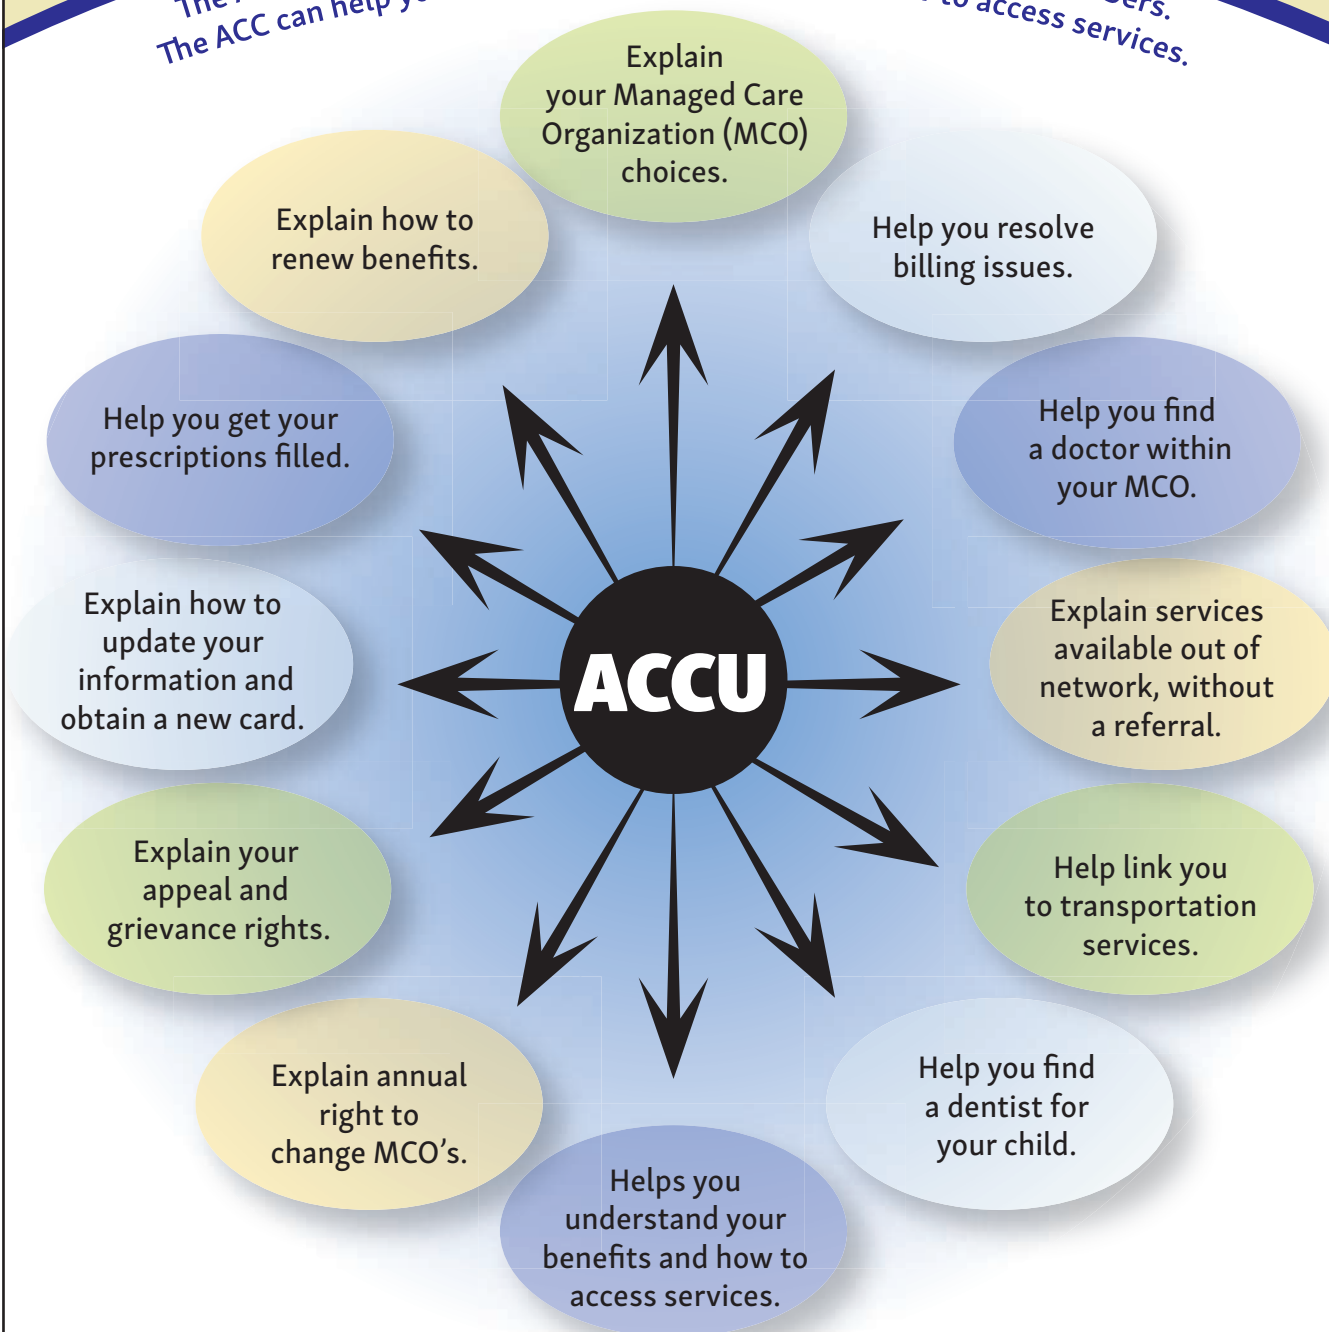 The
The ACC can help yo
ers.
to access services.
Explain
your Managed Care
Organization (MCO)
choices.
Help you resolve
billing issues.
Help you find
a doctor within
your MCO.
Explain services
available out of
network, without
a referral.
Help link you
to transportation
services.
Help you find
a dentist for
your child.
Helps you
understand your
benefits and how to
access services.
Explain annual
right to
change MCO's.
Explain your
appeal and
grievance rights.
Explain how to
update your
information and
obtain a new card.
Help you get your
prescriptions filled.
Explain how to
renew benefits.
ACCU